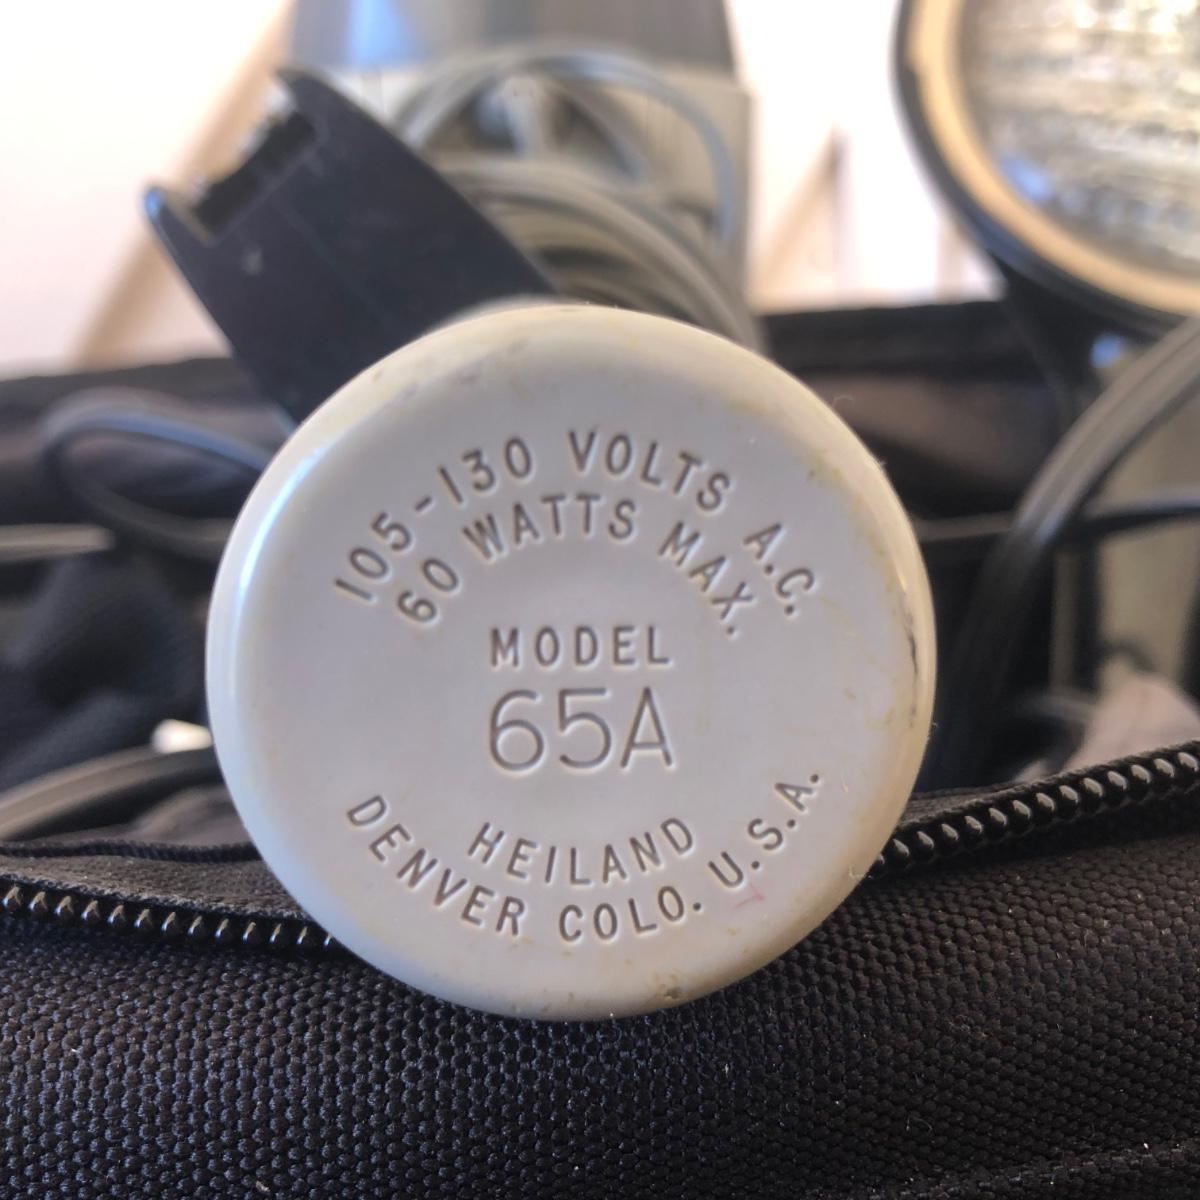 105-130 VOLTS A.C.
60 WATTS MAX.
MODEL
65A
HEILAND
DENVER COLO. U.S.A.